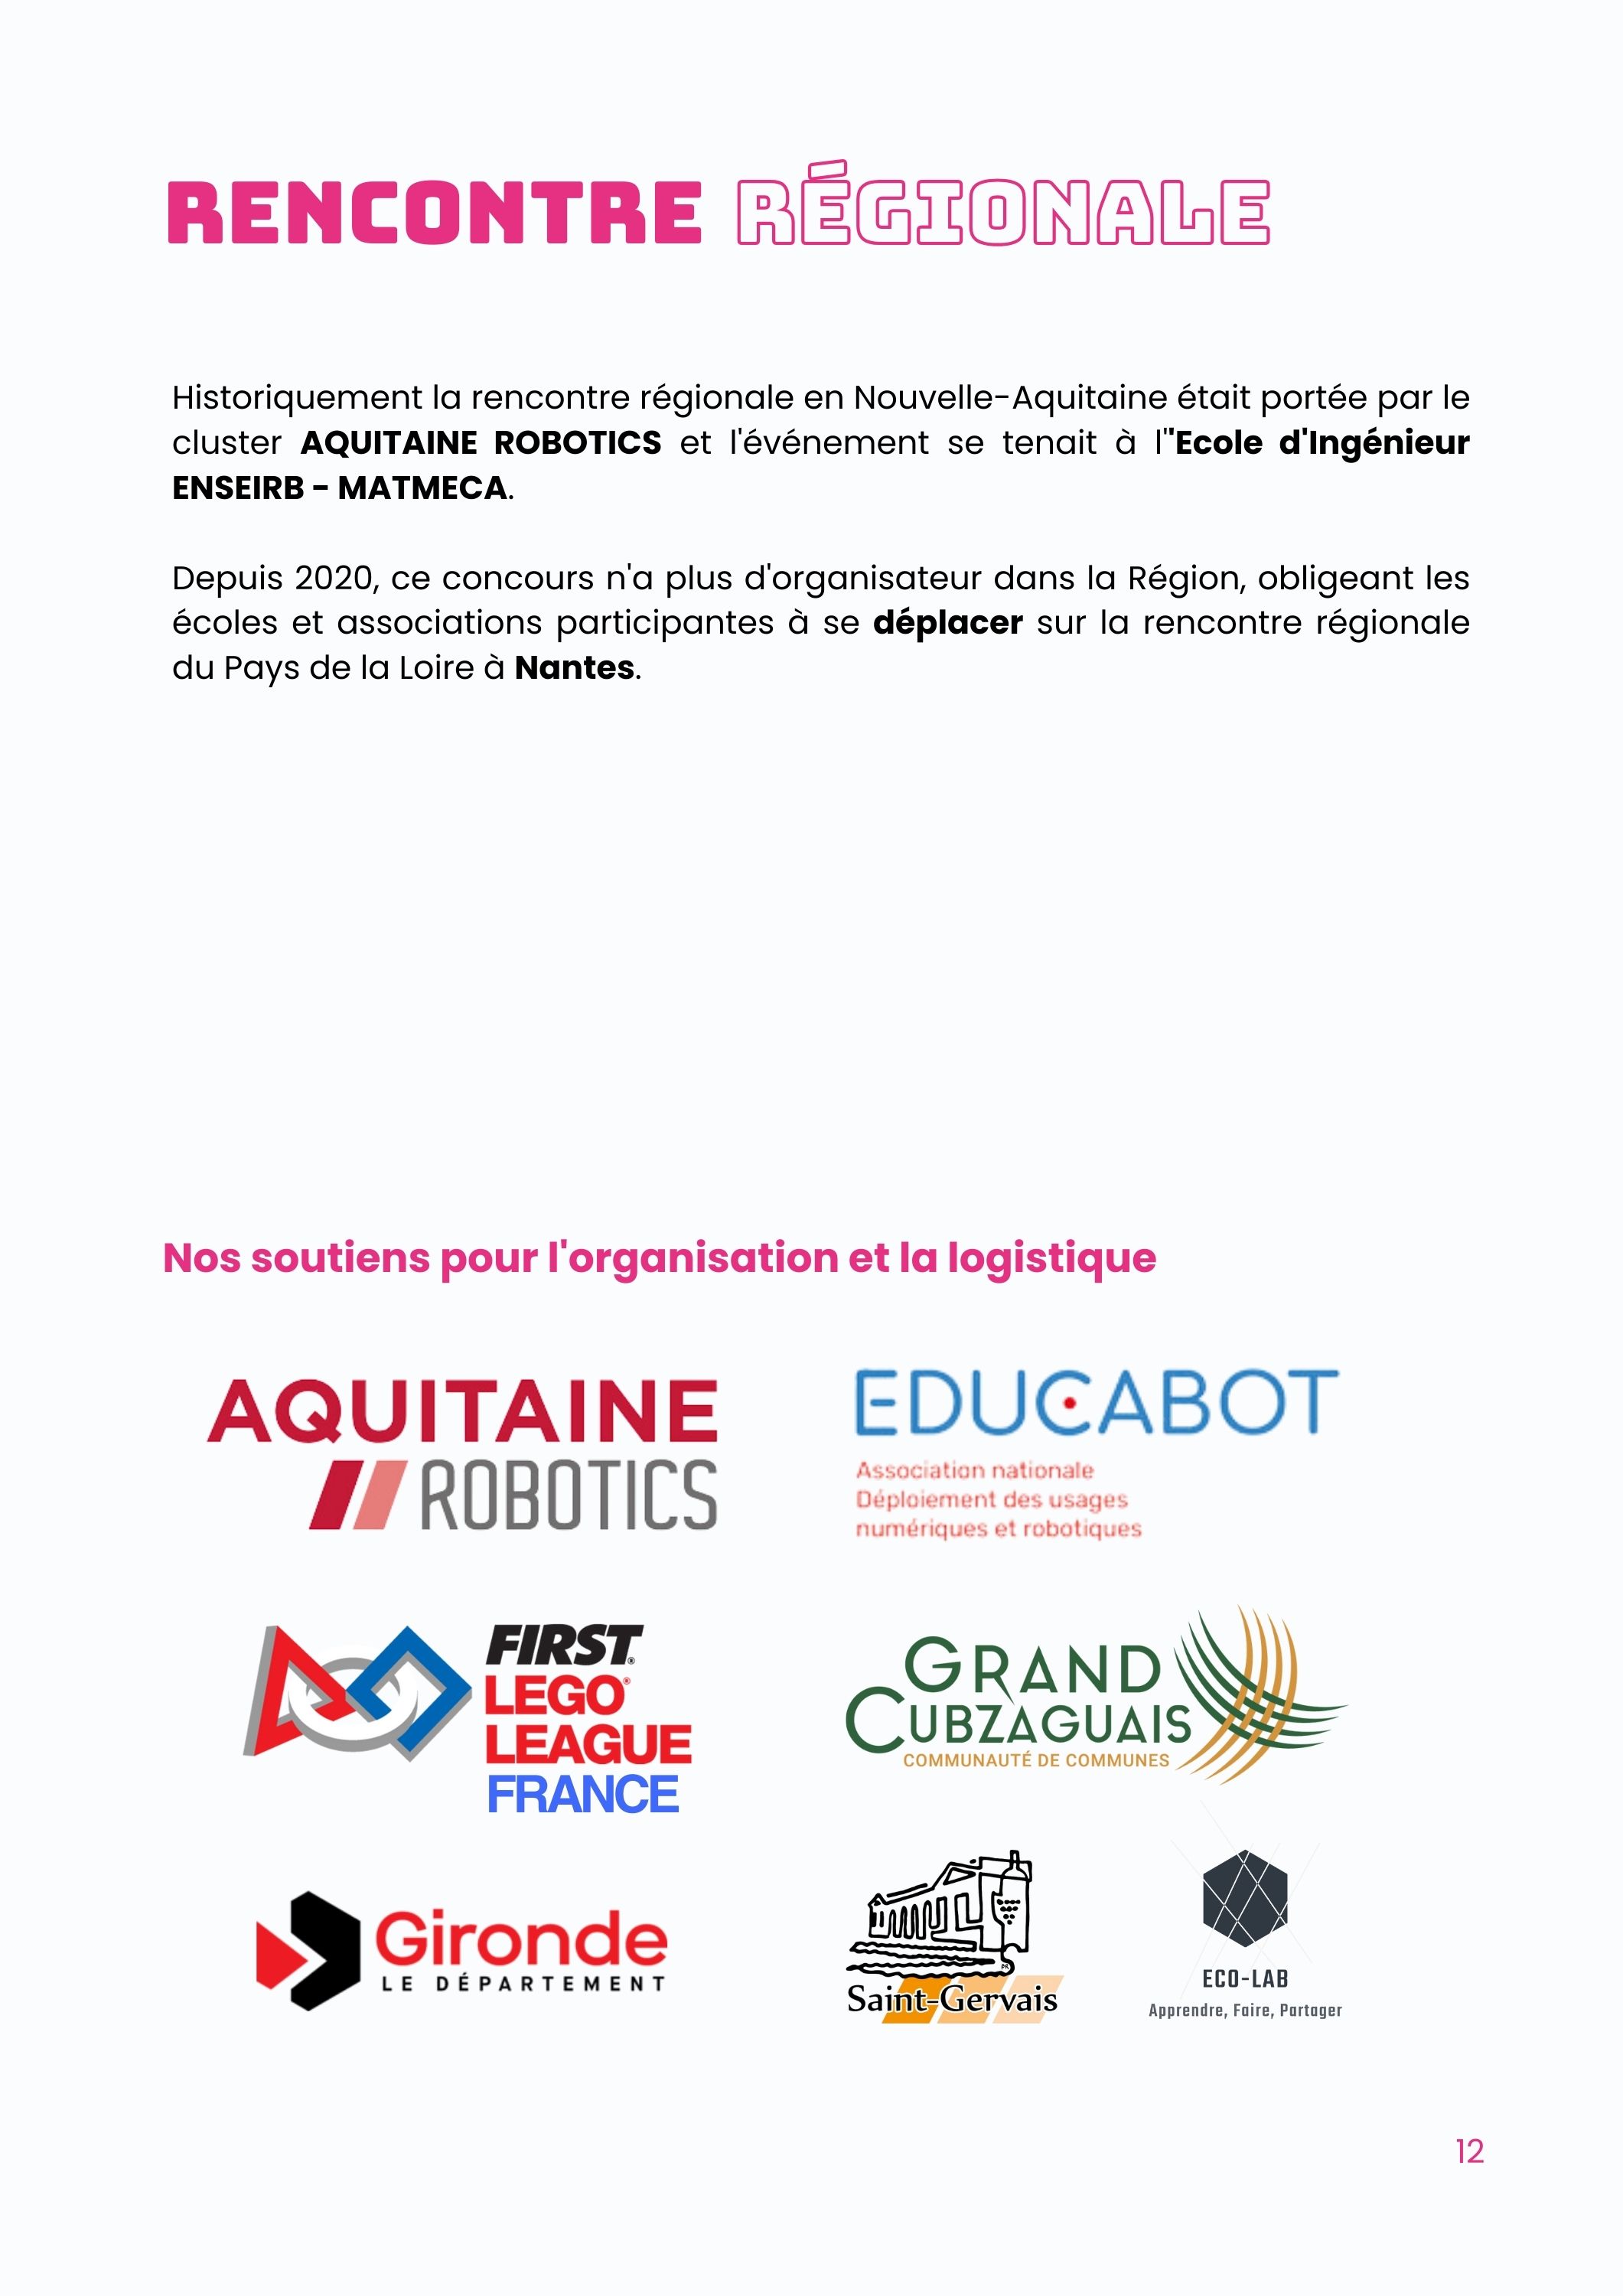 RENCONTRE RÉGIONALE
Historiquement la rencontre régionale en Nouvelle-Aquitaine était portée par le
cluster AQUITAINE ROBOTICS et l'événement se tenait à l''Ecole d'Ingénieur
ENSEIRB - MATMECA.
Depuis 2020, ce concours n'a plus d'organisateur dans la Région, obligeant les
écoles et associations participantes à se déplacer sur la rencontre régionale
du Pays de la Loire à Nantes.
Nos soutiens pour l'organisation et la logistique
AQUITAINE
ROBOTICS
EDUCABOT
Association nationale
Déploiement des usages
numériques et robotiques
FIRST®
LEGO®
LEAGUE
FRANCE
GRAND
CUBZAGUAIS
COMMUNAUTÉ DE COMMUNES
Gironde
LE DÉPARTEMENT
Saint-Gervais
ECO-LAB
Apprendre, Faire, Partager
12